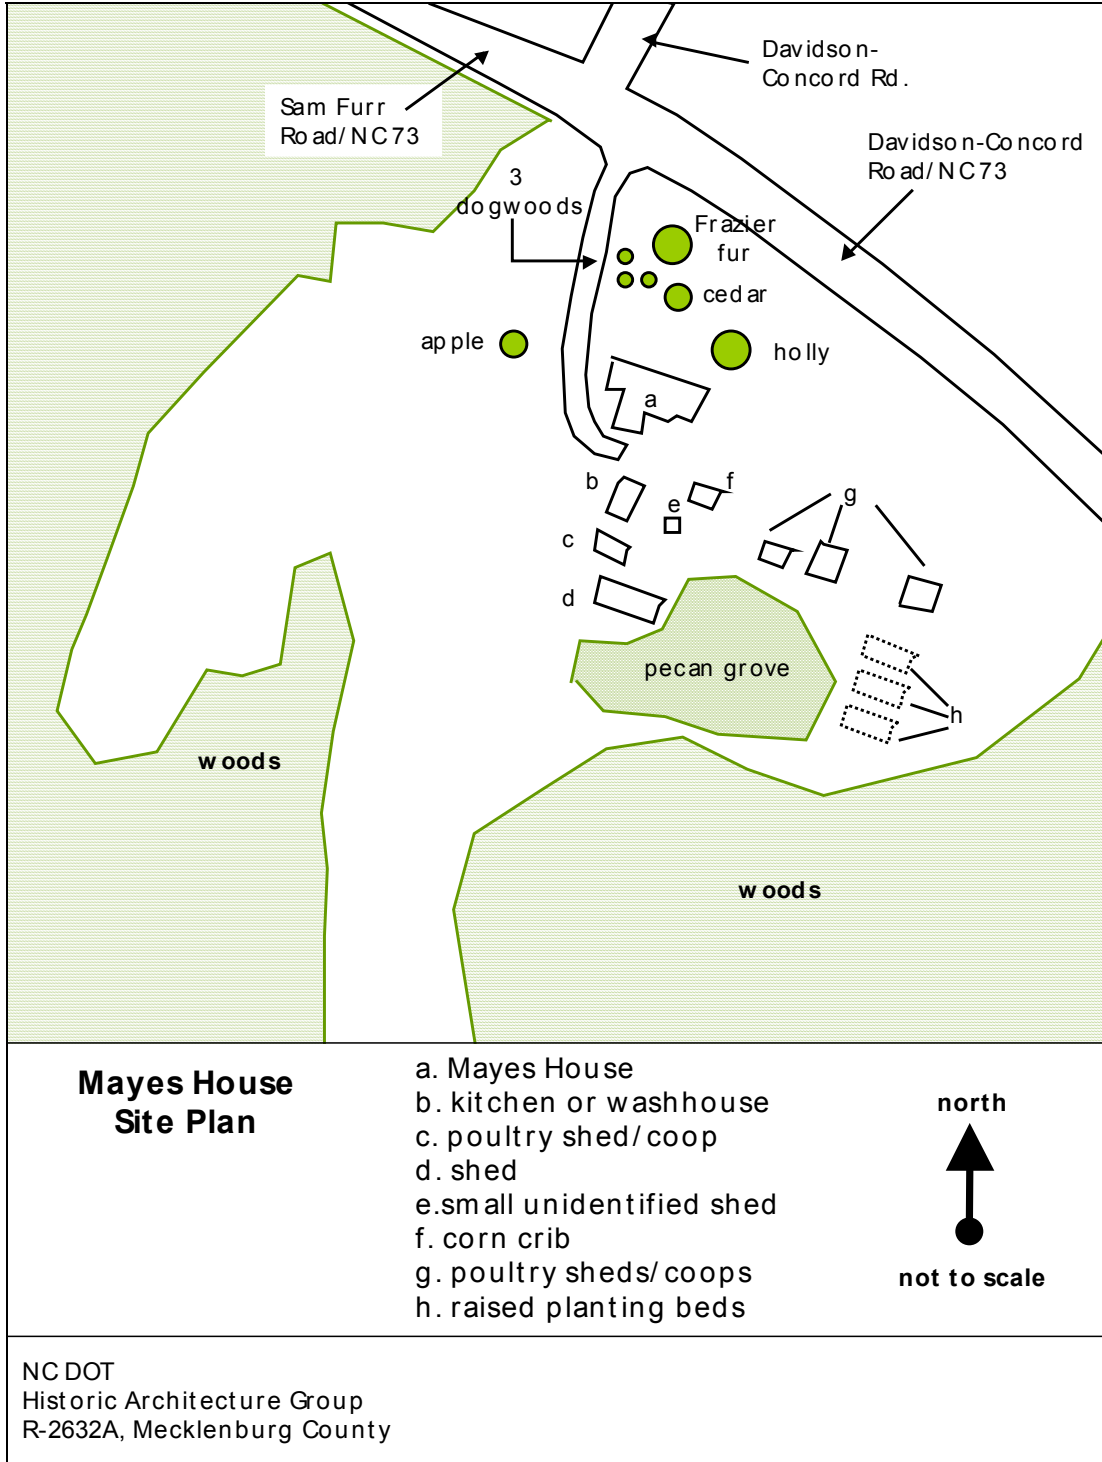 Davidson-
Concord Rd.
Sam Furr
Road/NC73
Davidson-Concord
Road/NC73
3
dogwoods
Frazier
fur
cedar
apple
holly
a
b
f
e
g
c
d
pecan grove
h
woods
woods
Mayes House
Site Plan
a. Mayes House
b. kitchen or washhouse
c. poultry shed/coop
d. shed
e.small unidentified shed
f. corn crib
g. poultry sheds/coops
h. raised planting beds
north
not to scale
NCDOT
Historic Architecture Group
R-2632A, Mecklenburg County